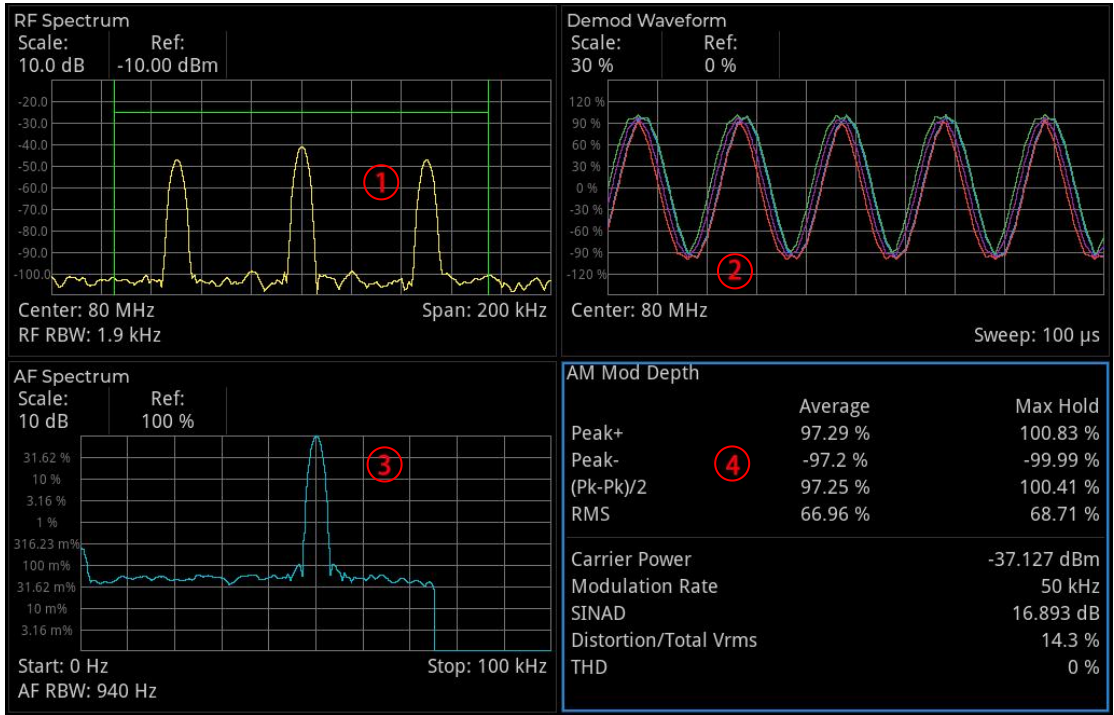 RF Spectrum
Scale: Ref:
10.0 dB -10.00 dBm
-20.0
-30.0
-40.0
-50.0
-60.0
-70.0
-80.0
-90.0
-100.0
①
Center: 80 MHz Span: 200 kHz
RF RBW: 1.9 kHz
Demod Waveform
Scale: Ref:
30 % 0 %
120 %
90 %
60 %
30 %
0 %
-30 %
-60 %
-90 %
-120 %
②
Center: 80 MHz
Sweep: 100 µs
AF Spectrum
Scale: Ref:
10 dB 100 %
31.62 %
10 %
3.16 %
1 %
316.23 m%
100 m%
31.62 m%
10 m%
3.16 m%
③
Start: 0 Hz Stop: 100 kHz
AF RBW: 940 Hz
AM Mod Depth
Average Max Hold
Peak+ 97.29 % 100.83 %
Peak- -97.2 % -99.99 %
④
(Pk-Pk)/2 97.25 % 100.41 %
RMS 66.96 % 68.71 %
Carrier Power -37.127 dBm
Modulation Rate 50 kHz
SINAD 16.893 dB
Distortion/Total Vrms 14.3 %
THD 0 %